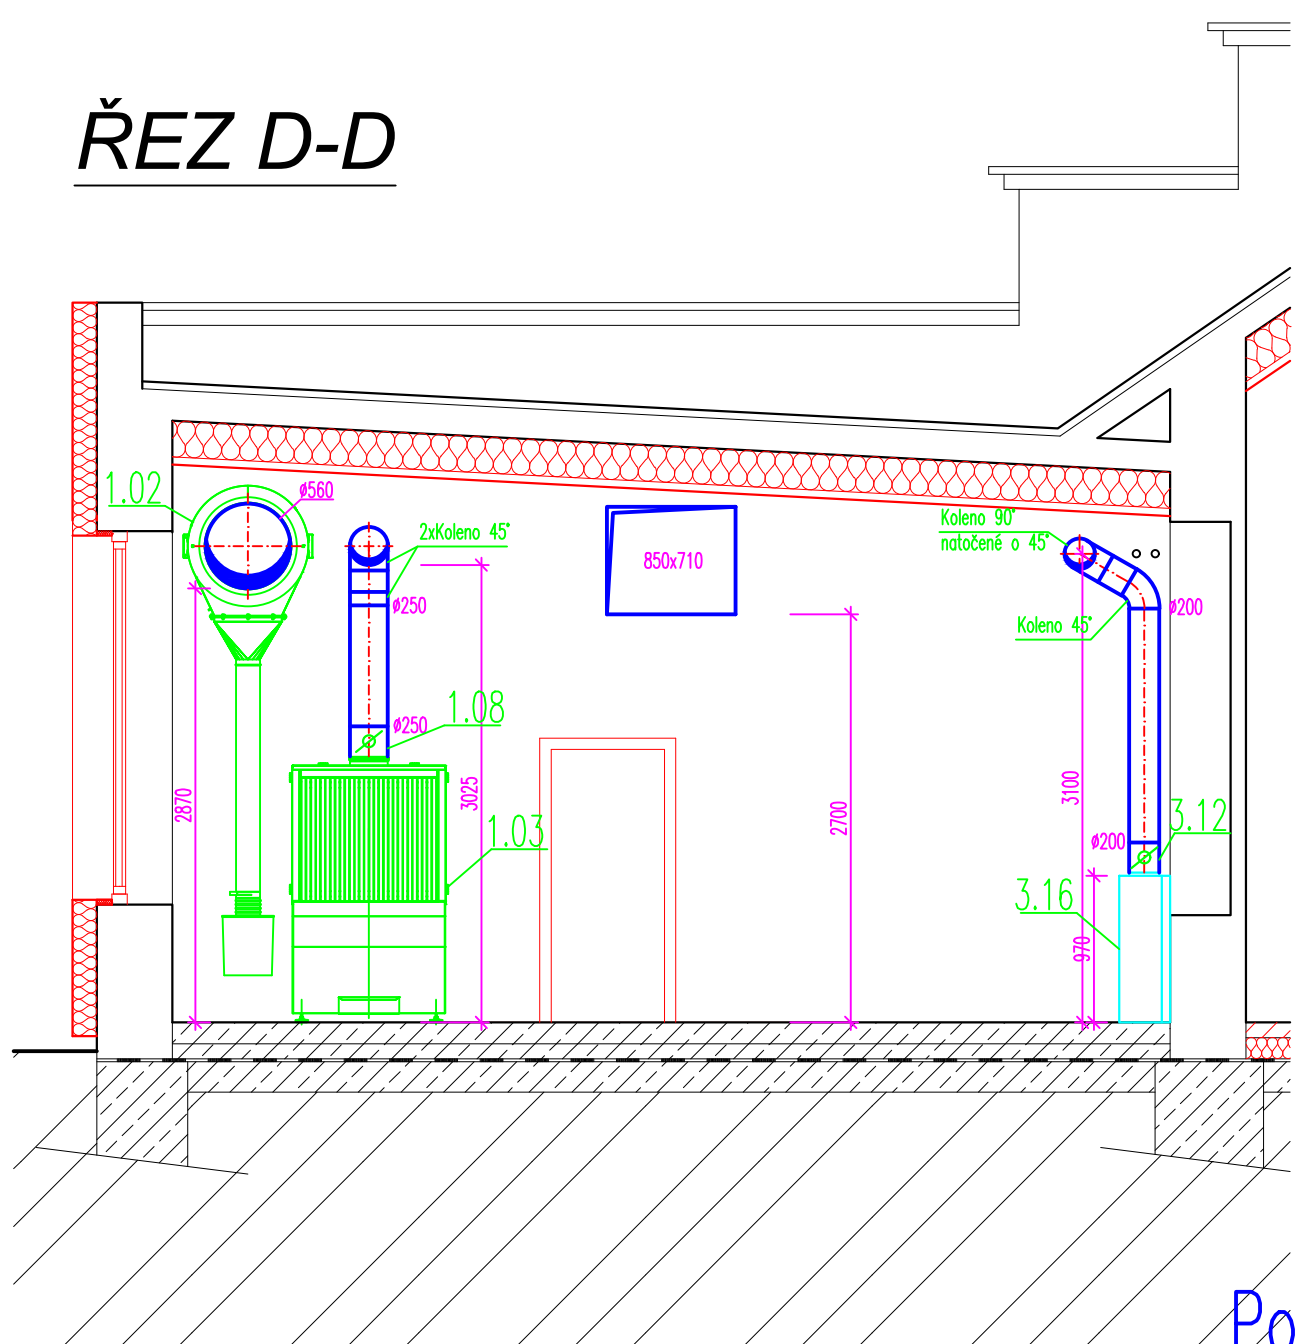 ŘEZ D-D
1.02
ø560
2xKoleno 45°
ø250
850x710
Koleno 90°
natočené o 45°
Koleno 45°
ø200
1.08
ø250
2870
3025
1.03
2700
3100
3.12
ø200
3.16
970
Po